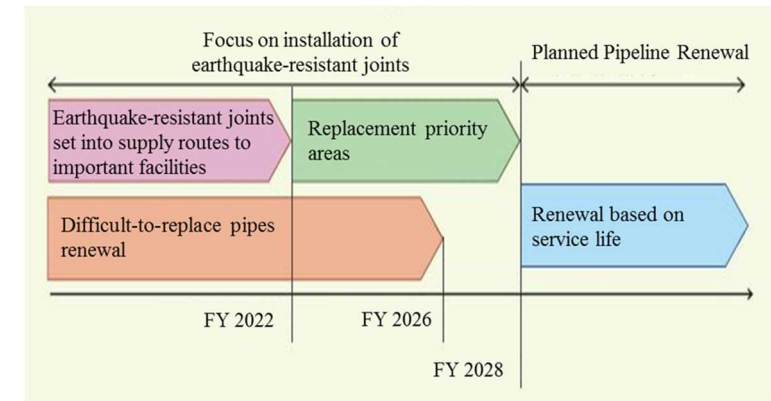 Focus on installation of
earthquake-resistant joints
Planned Pipeline Renewal
Earthquake-resistant joints
set into supply routes to
important facilities
Replacement priority
areas
Difficult-to-replace pipes
renewal
Renewal based on
service life
FY 2022
FY 2026
FY 2028